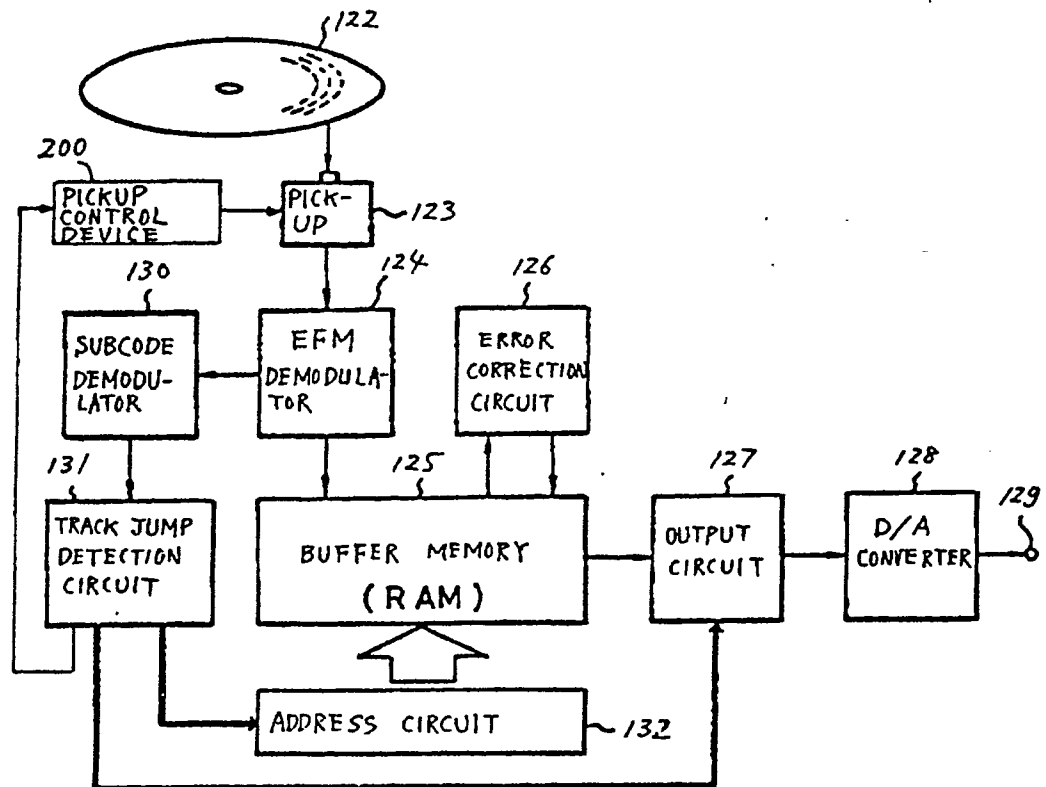 122
200
PICKUP
CONTROL
DEVICE
PICK-
UP
123
130
124
126
SUBCODE
DEMODU-
LATOR
EFM
DEMODULA-
TOR
ERROR
CORRECTION
CIRCUIT
131
125
127
128
129
TRACK JUMP
DETECTION
CIRCUIT
BUFFER MEMORY
(RAM)
OUTPUT
CIRCUIT
D/A
CONVERTER
ADDRESS CIRCUIT
132